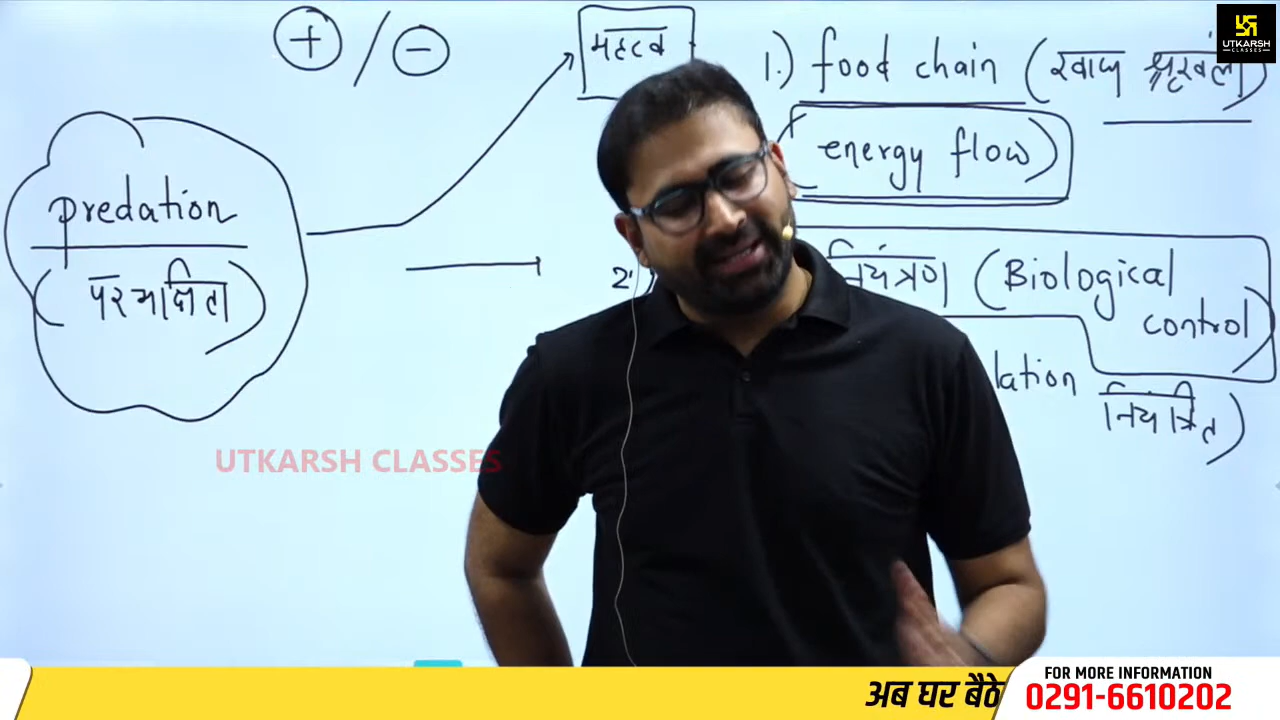 + / -
महत्व
1.) food chain (खाद्य श्रृखंला)
(energy flow)
predation
(परभक्षिता)
2'
नियंत्रण (Biological control)
lation नियंत्रित)
UTKARSH CLASSES
UTKARSH
CLASSES
अब घर बैठे
FOR MORE INFORMATION
0291-6610202